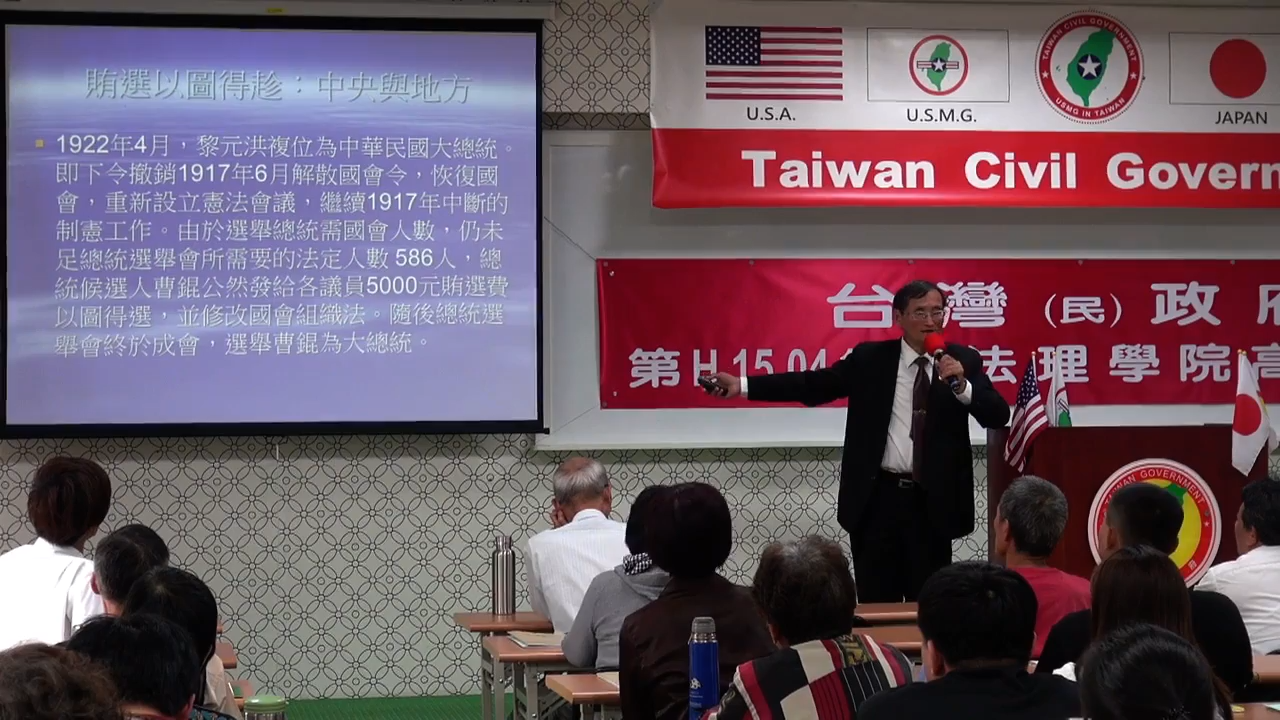 賄選以圖得趁：中央與地方
1922年4月，黎元洪複位為中華民國大總統。
即下令撤銷1917年6月解散國會令，恢復國
會，重新設立憲法會議，繼續1917年中斷的
制憲工作。由於選舉總統需國會人數，仍未
足總統選舉會所需要的法定人數 586人，總
統候選人曹錕公然發給各議員5000元賄選費
以圖得選，並修改國會組織法。隨後總統選
舉會終於成會，選舉曹錕為大總統。
U.S.A.
U.S.M.G.
TAIWAN CIVIL GOVERNMENT
USMG IN TAIWAN
JAPAN
Taiwan Civil Govern
台灣（民）政府
第H 15 04 法理學院高
TAIWAN GOVERNMENT